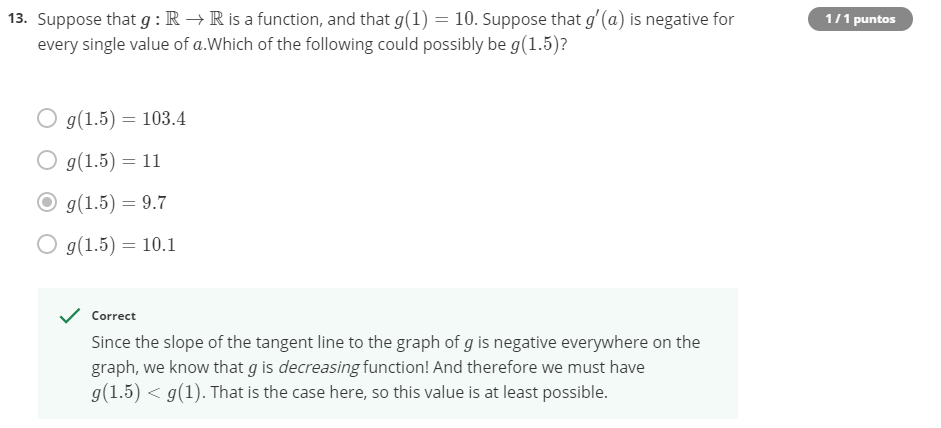 13. Suppose that g : ℝ → ℝ is a function, and that g(1) = 10. Suppose that g′(a) is negative for
1 / 1 puntos
every single value of a.Which of the following could possibly be g(1.5)?
g(1.5) = 103.4
g(1.5) = 11
g(1.5) = 9.7
g(1.5) = 10.1
Correct
Since the slope of the tangent line to the graph of g is negative everywhere on the
graph, we know that g is decreasing function! And therefore we must have
g(1.5) < g(1). That is the case here, so this value is at least possible.